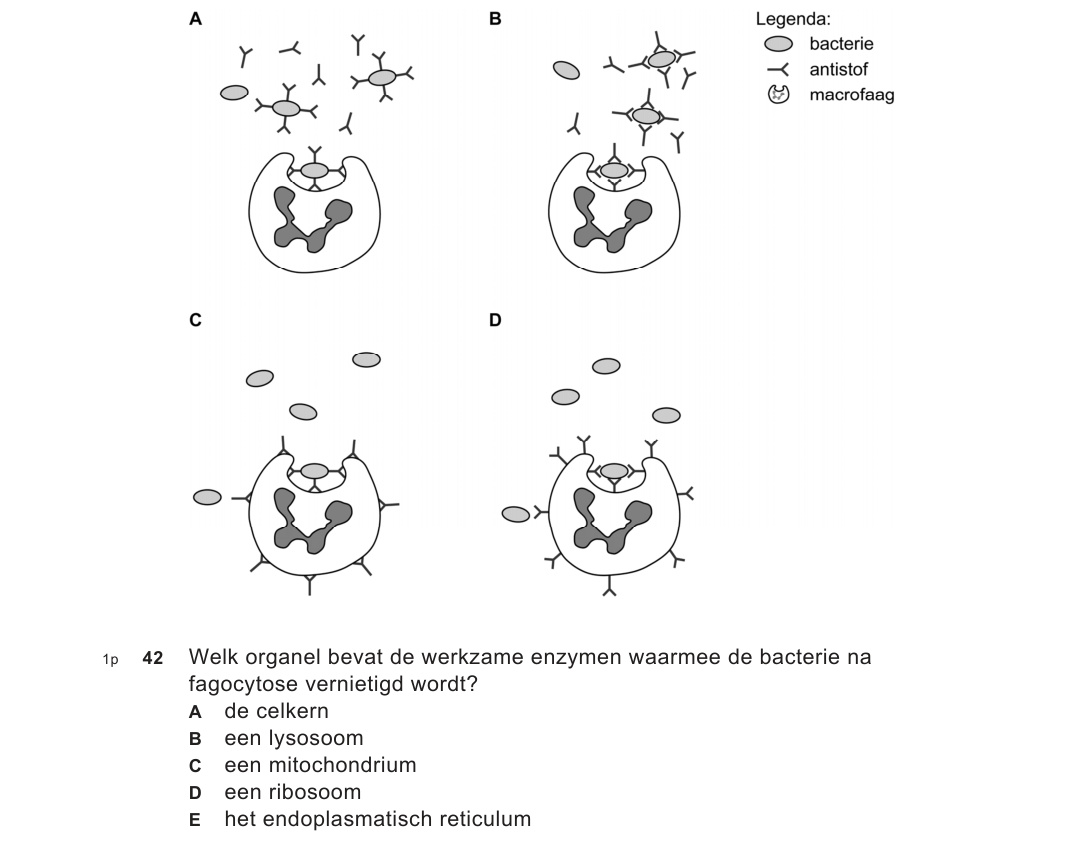 A
B
Legenda:
bacterie
antistof
macrofaag
C
D
1p 42 Welk organel bevat de werkzame enzymen waarmee de bacterie na
fagocytose vernietigd wordt?
A de celkern
B een lysosoom
C een mitochondrium
D een ribosoom
E het endoplasmatisch reticulum